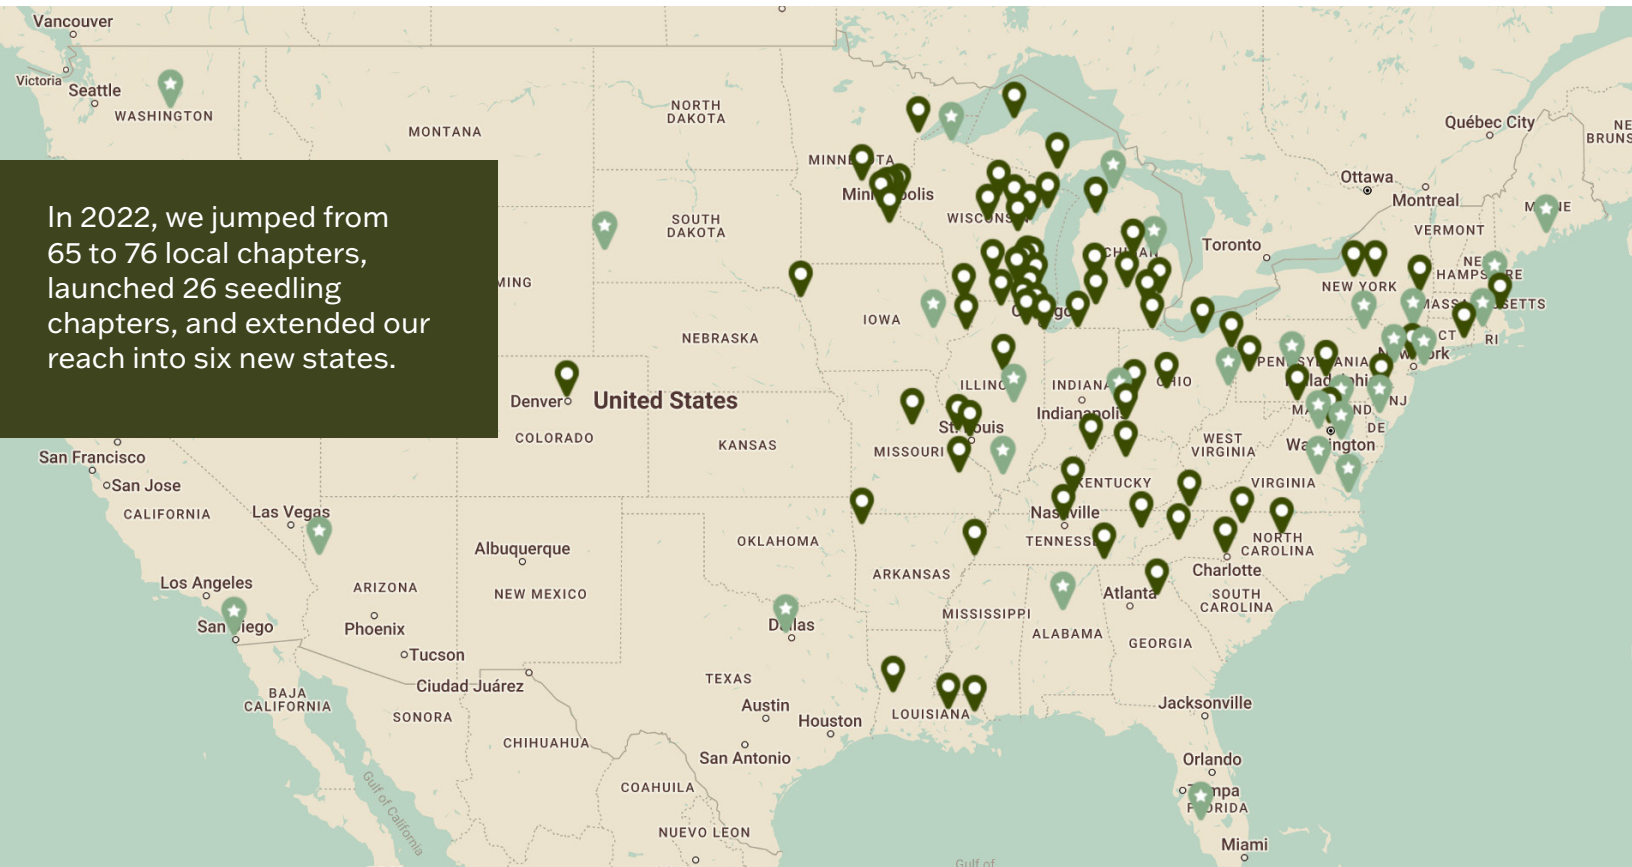 Vancouver
Victoria
Seattle
WASHINGTON
MONTANA
NORTH
DAKOTA
Québec City
NE
BRUNS
Ottawa
Montreal
Toronto
VERMONT
NEW YORK
CT
RI
SOUTH
DAKOTA
MING
In 2022, we jumped from
65 to 76 local chapters,
launched 26 seedling
chapters, and extended our
reach into six new states.
IOWA
NEBRASKA
Denver
United States
COLORADO
KANSAS
MISSOURI
NJ
DE
WEST
VIRGINIA
VIRGINIA
KENTUCKY
San Francisco
San Jose
CALIFORNIA
Las Vegas
Albuquerque
OKLAHOMA
NORTH
CAROLINA
Charlotte
Los Angeles
ARIZONA
NEW MEXICO
ARKANSAS
Atlanta
SOUTH
CAROLINA
MISSISSIPPI
ALABAMA
GEORGIA
Phoenix
Tucson
Ciudad Juárez
TEXAS
Austin
Houston
San Antonio
LOUISIANA
Jacksonville
Orlando
Miami
BAJA
CALIFORNIA
SONORA
CHIHUAHUA
COAHUILA
NUEVO LEON
Gulf of California
Gulf of